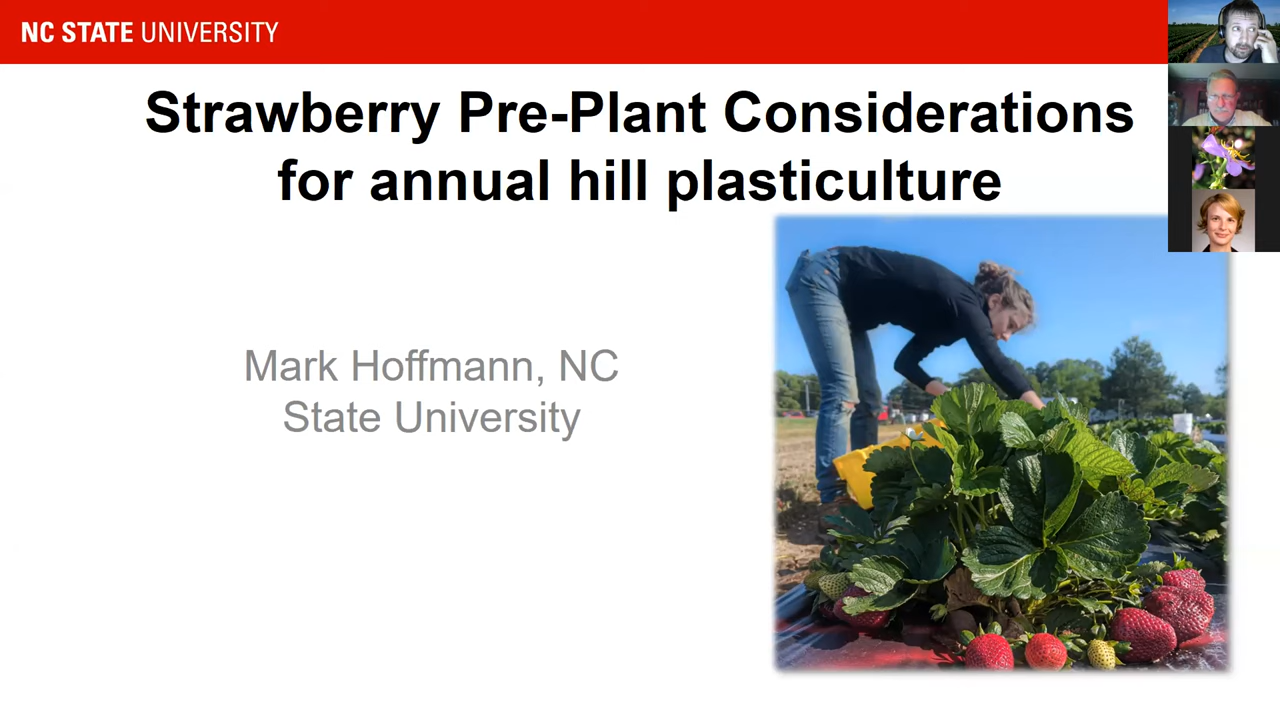 NC STATE UNIVERSITY
Strawberry Pre-Plant Considerations
for annual hill plasticulture
Mark Hoffmann, NC
State University